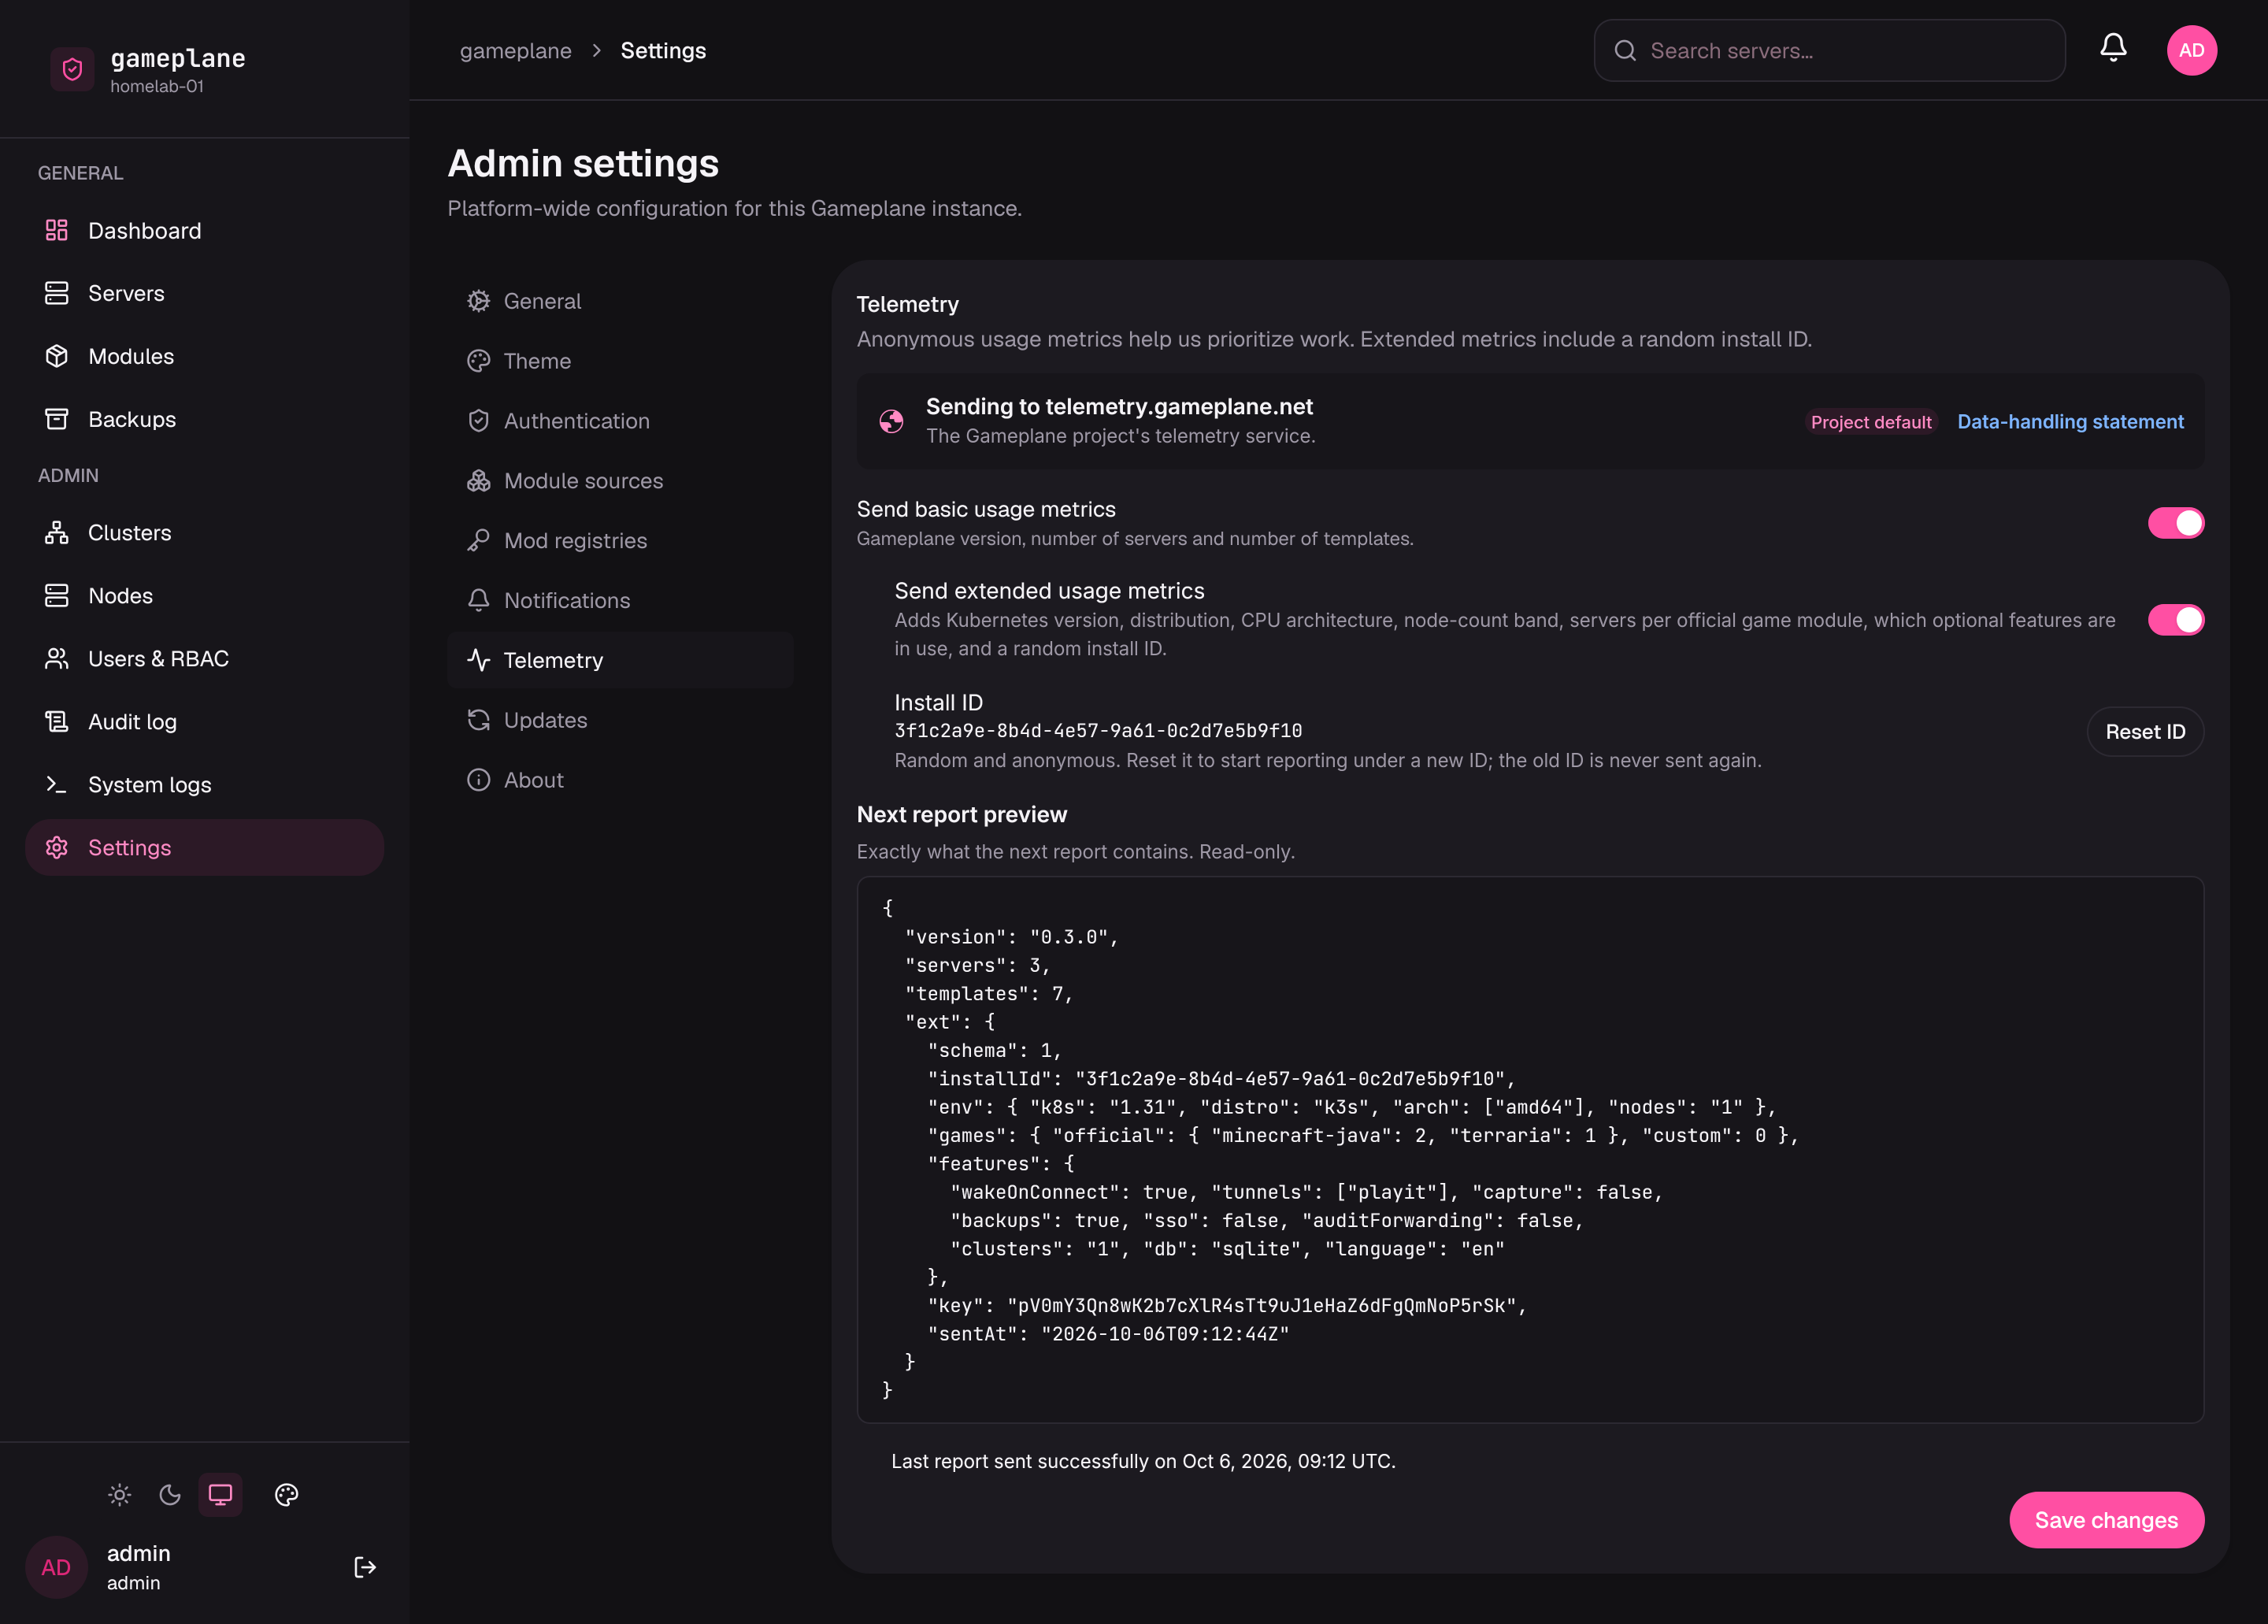 gameplane
homelab-01
GENERAL
Dashboard
Servers
Modules
Backups
ADMIN
Clusters
Nodes
Users & RBAC
Audit log
System logs
Settings
AD
admin
admin
gameplane > Settings
Search servers...
AD
Admin settings
Platform-wide configuration for this Gameplane instance.
General
Theme
Authentication
Module sources
Mod registries
Notifications
Telemetry
Updates
About
Telemetry
Anonymous usage metrics help us prioritize work. Extended metrics include a random install ID.
Sending to telemetry.gameplane.net
The Gameplane project's telemetry service.
Project default
Data-handling statement
Send basic usage metrics
Gameplane version, number of servers and number of templates.
Send extended usage metrics
Adds Kubernetes version, distribution, CPU architecture, node-count band, servers per official game module, which optional features are
in use, and a random install ID.
Install ID
3f1c2a9e-8b4d-4e57-9a61-0c2d7e5b9f10
Random and anonymous. Reset it to start reporting under a new ID; the old ID is never sent again.
Reset ID
Next report preview
Exactly what the next report contains. Read-only.
{
  "version": "0.3.0",
  "servers": 3,
  "templates": 7,
  "ext": {
    "schema": 1,
    "installId": "3f1c2a9e-8b4d-4e57-9a61-0c2d7e5b9f10",
    "env": { "k8s": "1.31", "distro": "k3s", "arch": ["amd64"], "nodes": "1" },
    "games": { "official": { "minecraft-java": 2, "terraria": 1 }, "custom": 0 },
    "features": {
      "wakeOnConnect": true, "tunnels": ["playit"], "capture": false,
      "backups": true, "sso": false, "auditForwarding": false,
      "clusters": "1", "db": "sqlite", "language": "en"
    },
    "key": "pV0mY3Qn8wK2b7cXlR4sTt9uJ1eHaZ6dFgQmNoP5rSk",
    "sentAt": "2026-10-06T09:12:44Z"
  }
}
Last report sent successfully on Oct 6, 2026, 09:12 UTC.
Save changes